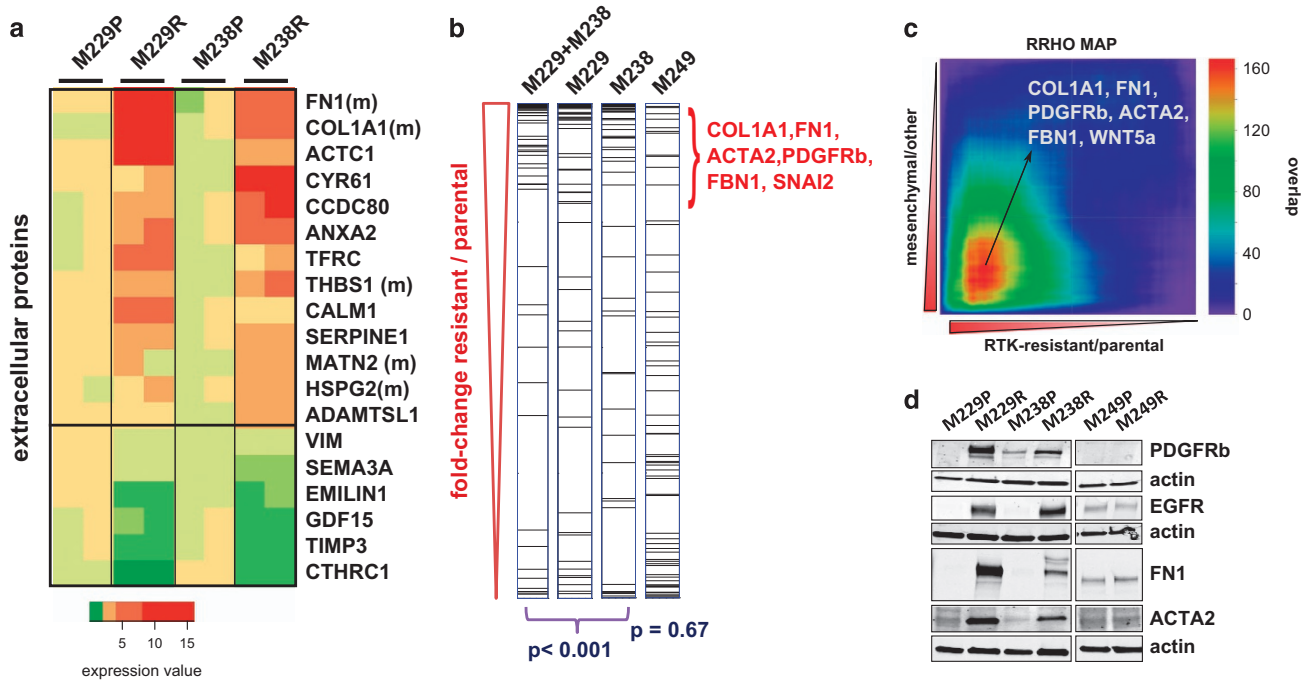 a
M229P
M229R
M238P
M238R
extracellular proteins
FN1(m)
COL1A1(m)
ACTC1
CYR61
CCDC80
ANXA2
TFRC
THBS1 (m)
CALM1
SERPINE1
MATN2 (m)
HSPG2(m)
ADAMTSL1
VIM
SEMA3A
EMILIN1
GDF15
TIMP3
CTHRC1
5 10 15
expression value
b
M229+M238
M229
M238
M249
fold-change resistant / parental
COL1A1,FN1,
ACTA2,PDGFRb,
FBN1, SNAI2
p< 0.001
p = 0.67
c
RRHO MAP
mesenchymal/other
COL1A1, FN1,
PDGFRb, ACTA2,
FBN1, WNT5a
RTK-resistant/parental
160
120
80
40
0
overlap
d
M229P
M229R
M238P
M238R
M249P
M249R
PDGFRb
actin
EGFR
actin
FN1
ACTA2
actin